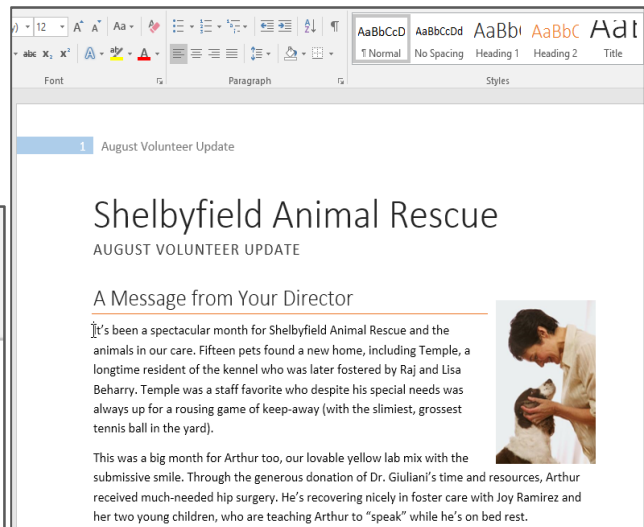 12 A A Aa
abc X₂ X² A aby A
Font Paragraph Styles
AaBbCcD AaBbCcDd AaBb( AaBbC AaI
¶ Normal No Spacing Heading 1 Heading 2 Title
1 August Volunteer Update
Shelbyfield Animal Rescue
AUGUST VOLUNTEER UPDATE
A Message from Your Director
It’s been a spectacular month for Shelbyfield Animal Rescue and the
animals in our care. Fifteen pets found a new home, including Temple, a
longtime resident of the kennel who was later fostered by Raj and Lisa
Beharry. Temple was a staff favorite who despite his special needs was
always up for a rousing game of keep-away (with the slimiest, grossest
tennis ball in the yard).
This was a big month for Arthur too, our lovable yellow lab mix with the
submissive smile. Through the generous donation of Dr. Giuliani’s time and resources, Arthur
received much-needed hip surgery. He’s recovering nicely in foster care with Joy Ramirez and
her two young children, who are teaching Arthur to “speak” while he’s on bed rest.